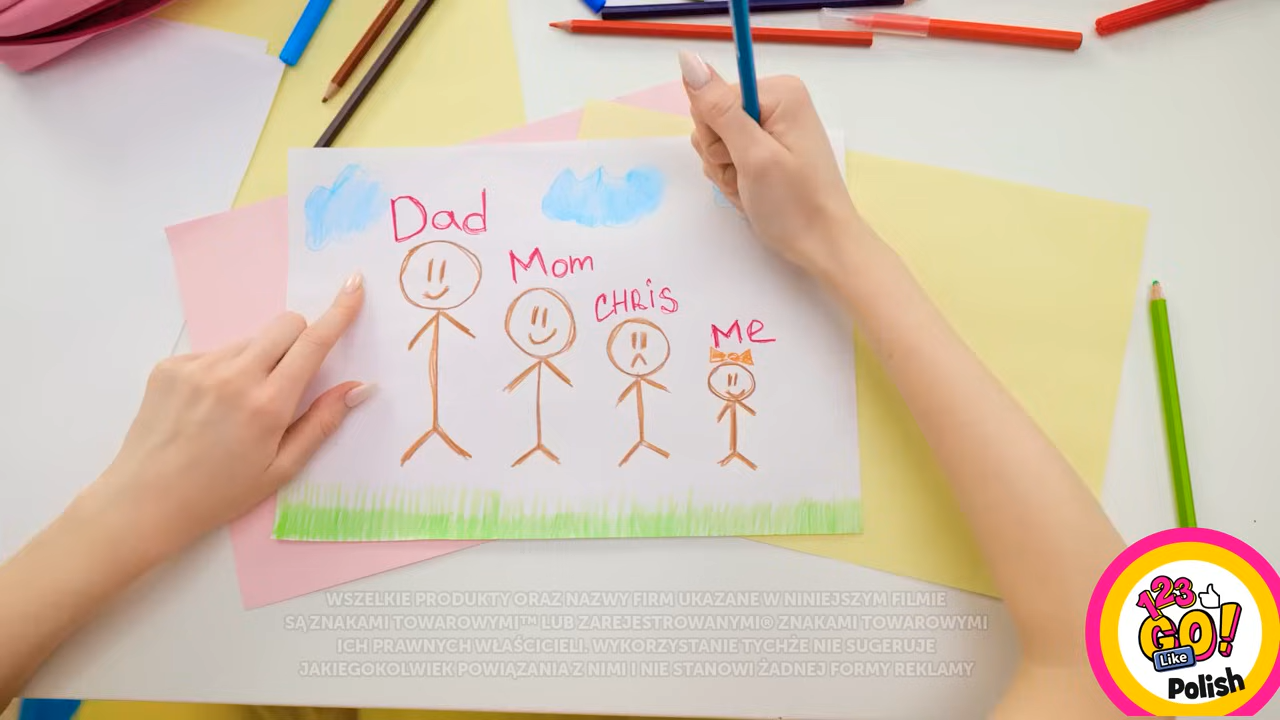 Dad
Mom
CHRiS
Me
WSZELKIE PRODUKTY ORAZ NAZWY FIRM UKAZANE W NINIEJSZYM FILMIE
SĄ ZNAKAMI TOWAROWYMI™ LUB ZAREJESTROWANYMI® ZNAKAMI TOWAROWYMI
ICH PRAWNYCH WŁAŚCICIELI. WYKORZYSTANIE TYCHŻE NIE SUGERUJE
JAKIEGOKOLWIEK POWIĄZANIA Z NIMI I NIE STANOWI ŻADNEJ FORMY REKLAMY
123
GO!
Like
Polish